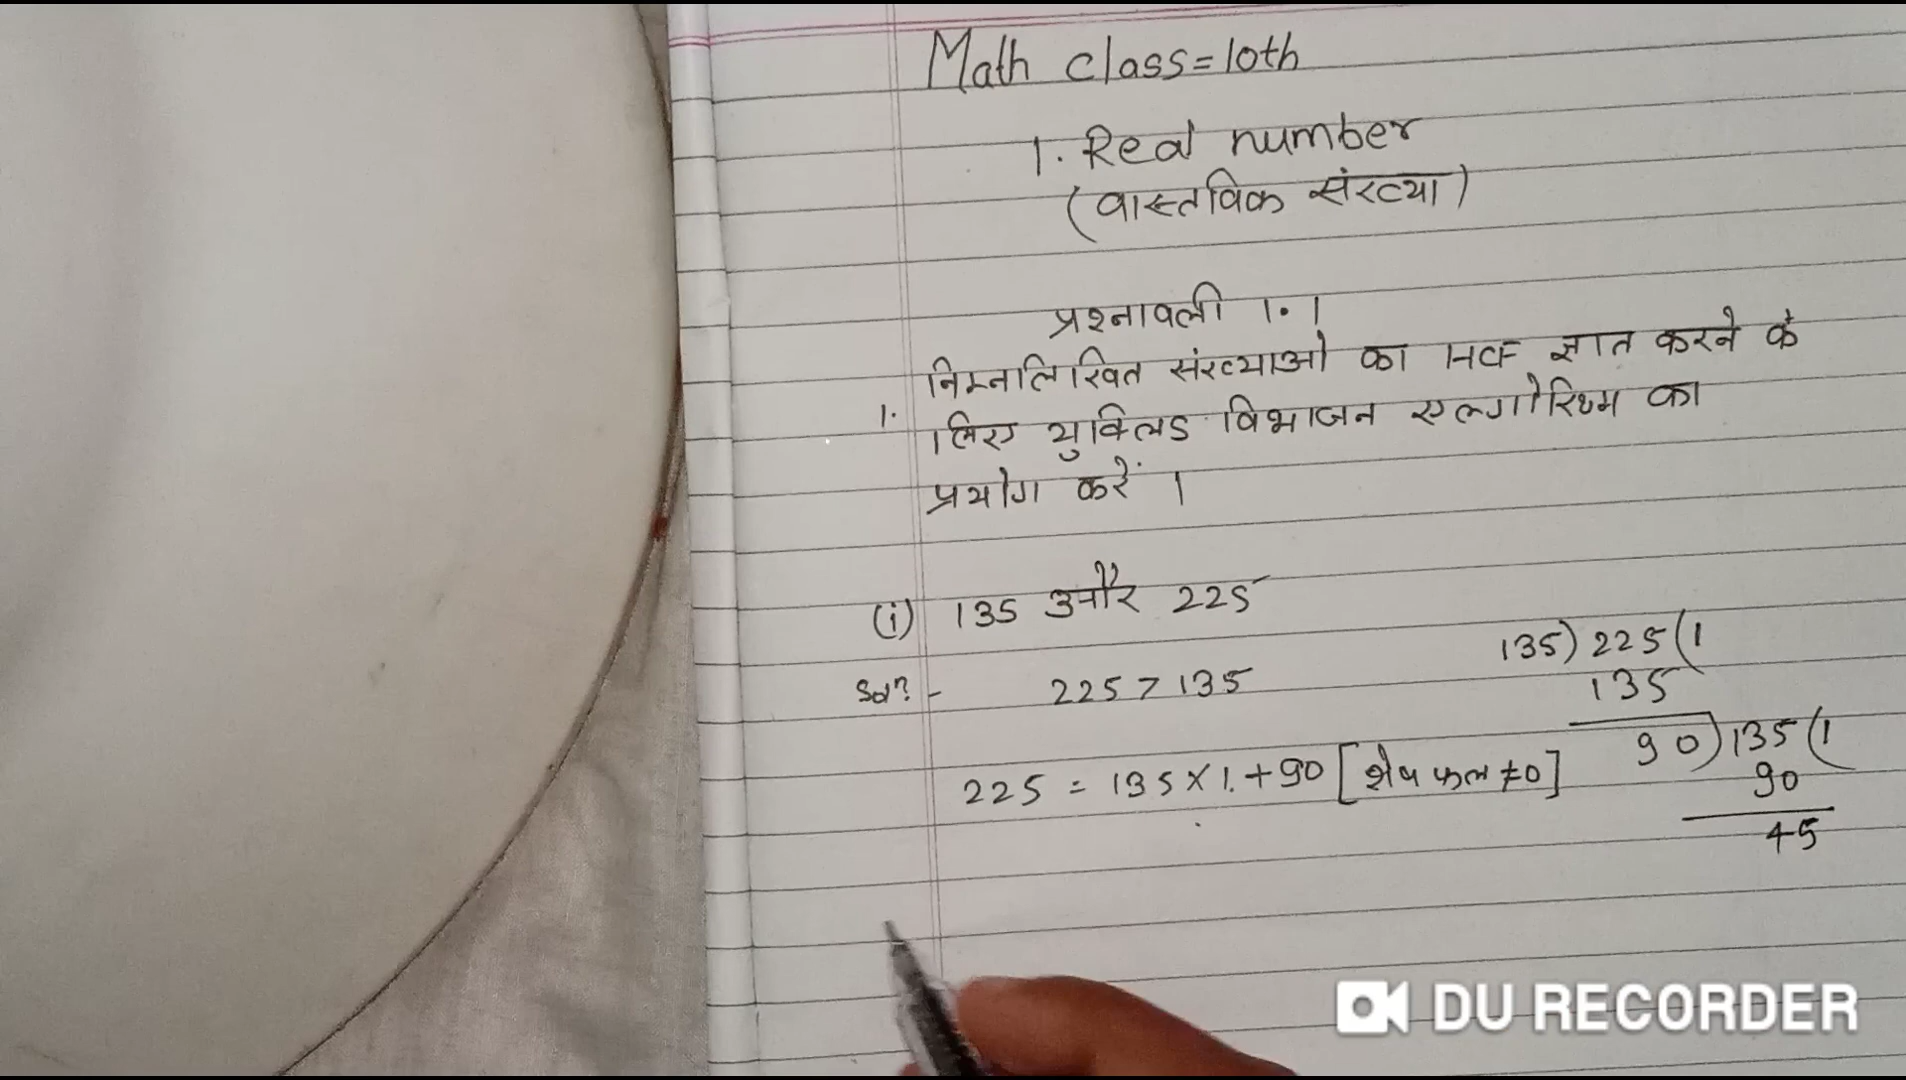 Math class=10th
1. Real number
(वास्तविक संख्या)
प्रश्नावली 1.1
1. निम्नलिखित संख्याओ का HCF ज्ञात करने के
लिए युक्लिड विभाजन एल्गोरिथ्म का
प्रयोग करें ।
(i) 135 और 225
Solⁿ - 225 > 135
135) 225 (1
135
225 = 135 × 1 + 90 [शेष फल ≠0]
90) 135 (1
90
45
DU RECORDER